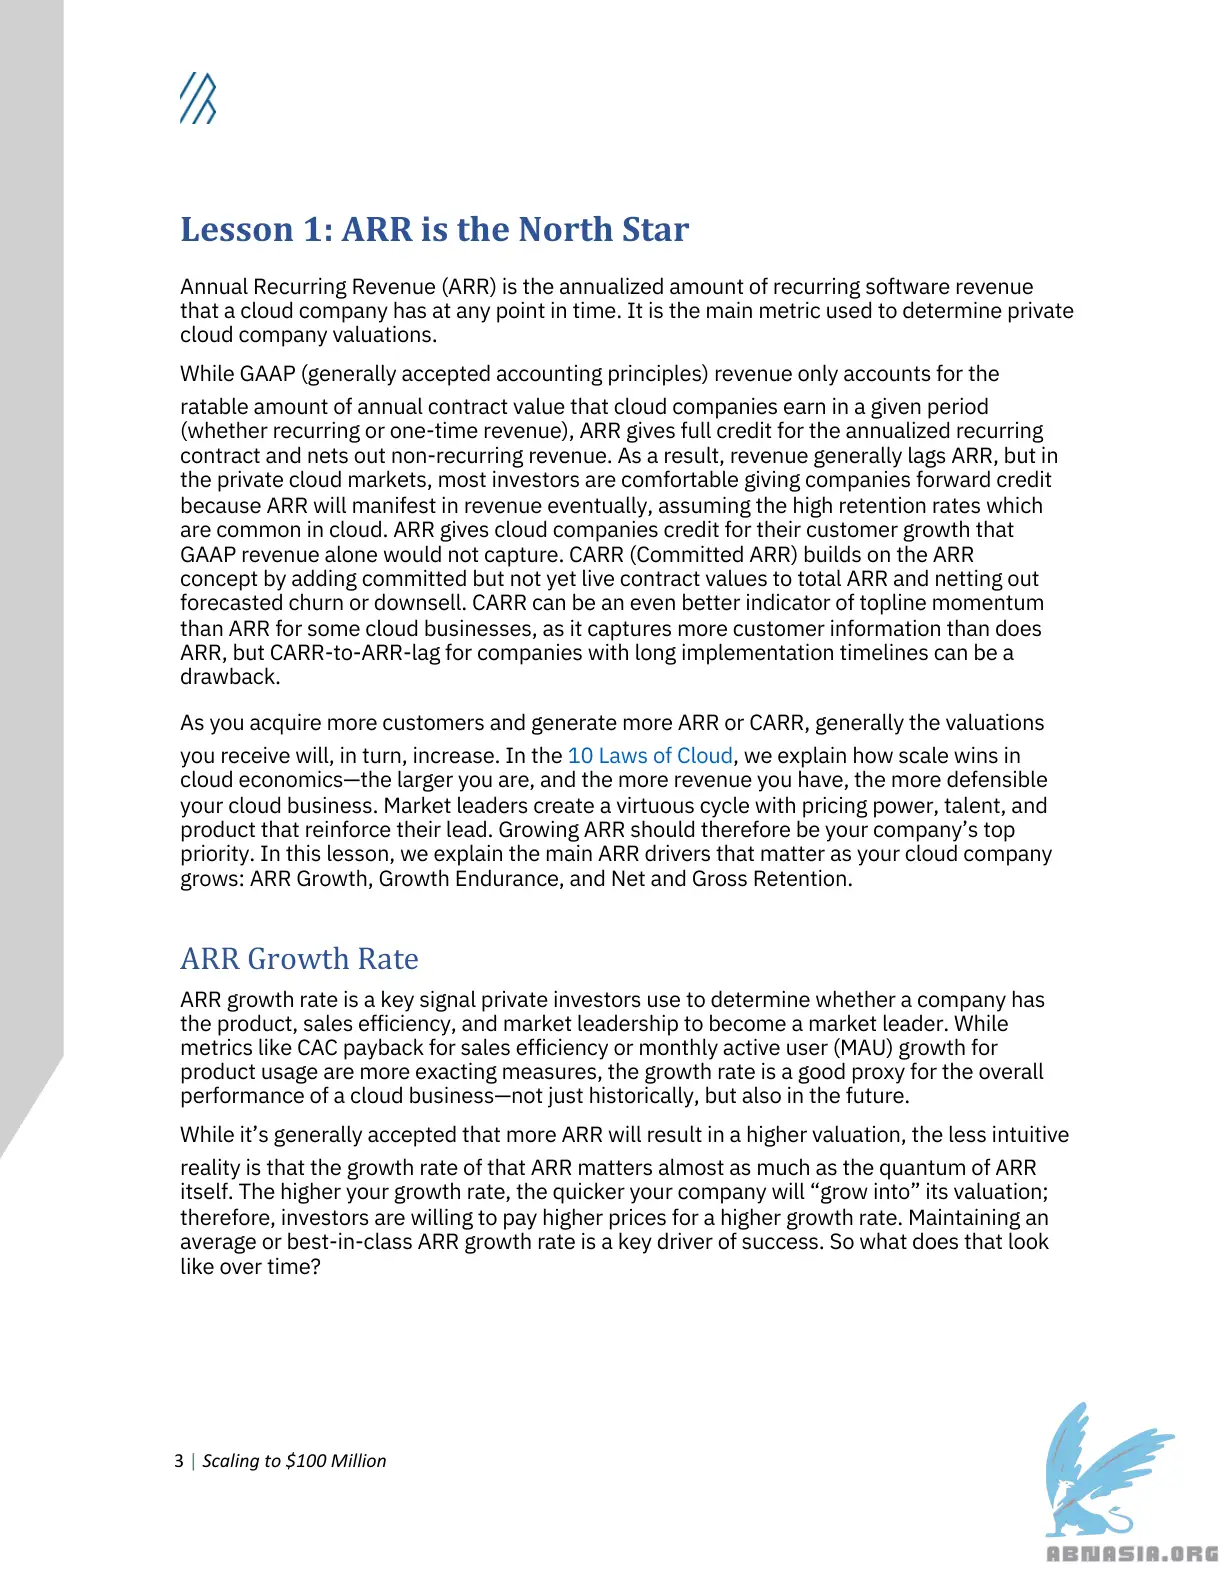 Lesson 1: ARR is the North Star
Annual Recurring Revenue (ARR) is the annualized amount of recurring software revenue
that a cloud company has at any point in time. It is the main metric used to determine private
cloud company valuations.
While GAAP (generally accepted accounting principles) revenue only accounts for the
ratable amount of annual contract value that cloud companies earn in a given period
(whether recurring or one-time revenue), ARR gives full credit for the annualized recurring
contract and nets out non-recurring revenue. As a result, revenue generally lags ARR, but in
the private cloud markets, most investors are comfortable giving companies forward credit
because ARR will manifest in revenue eventually, assuming the high retention rates which
are common in cloud. ARR gives cloud companies credit for their customer growth that
GAAP revenue alone would not capture. CARR (Committed ARR) builds on the ARR
concept by adding committed but not yet live contract values to total ARR and netting out
forecasted churn or downsell. CARR can be an even better indicator of topline momentum
than ARR for some cloud businesses, as it captures more customer information than does
ARR, but CARR-to-ARR-lag for companies with long implementation timelines can be a
drawback.
As you acquire more customers and generate more ARR or CARR, generally the valuations
you receive will, in turn, increase. In the 10 Laws of Cloud, we explain how scale wins in
cloud economics—the larger you are, and the more revenue you have, the more defensible
your cloud business. Market leaders create a virtuous cycle with pricing power, talent, and
product that reinforce their lead. Growing ARR should therefore be your company’s top
priority. In this lesson, we explain the main ARR drivers that matter as your cloud company
grows: ARR Growth, Growth Endurance, and Net and Gross Retention.
ARR Growth Rate
ARR growth rate is a key signal private investors use to determine whether a company has
the product, sales efficiency, and market leadership to become a market leader. While
metrics like CAC payback for sales efficiency or monthly active user (MAU) growth for
product usage are more exacting measures, the growth rate is a good proxy for the overall
performance of a cloud business—not just historically, but also in the future.
While it’s generally accepted that more ARR will result in a higher valuation, the less intuitive
reality is that the growth rate of that ARR matters almost as much as the quantum of ARR
itself. The higher your growth rate, the quicker your company will “grow into” its valuation;
therefore, investors are willing to pay higher prices for a higher growth rate. Maintaining an
average or best-in-class ARR growth rate is a key driver of success. So what does that look
like over time?
3 | Scaling to $100 Million
ABNASIA.ORG